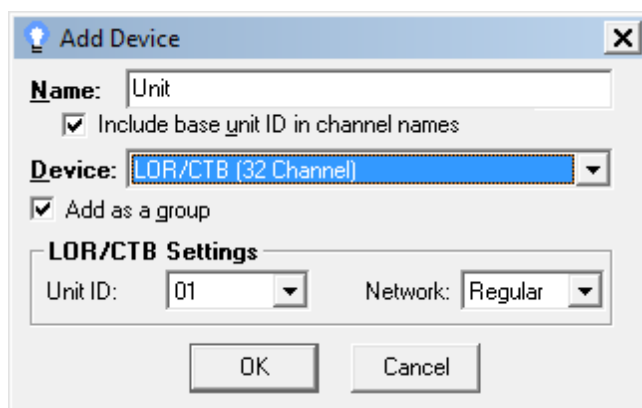 Add Device
Name: Unit
Include base unit ID in channel names
Device: LOR/CTB (32 Channel)
Add as a group
LOR/CTB Settings
Unit ID: 01 Network: Regular
OK Cancel